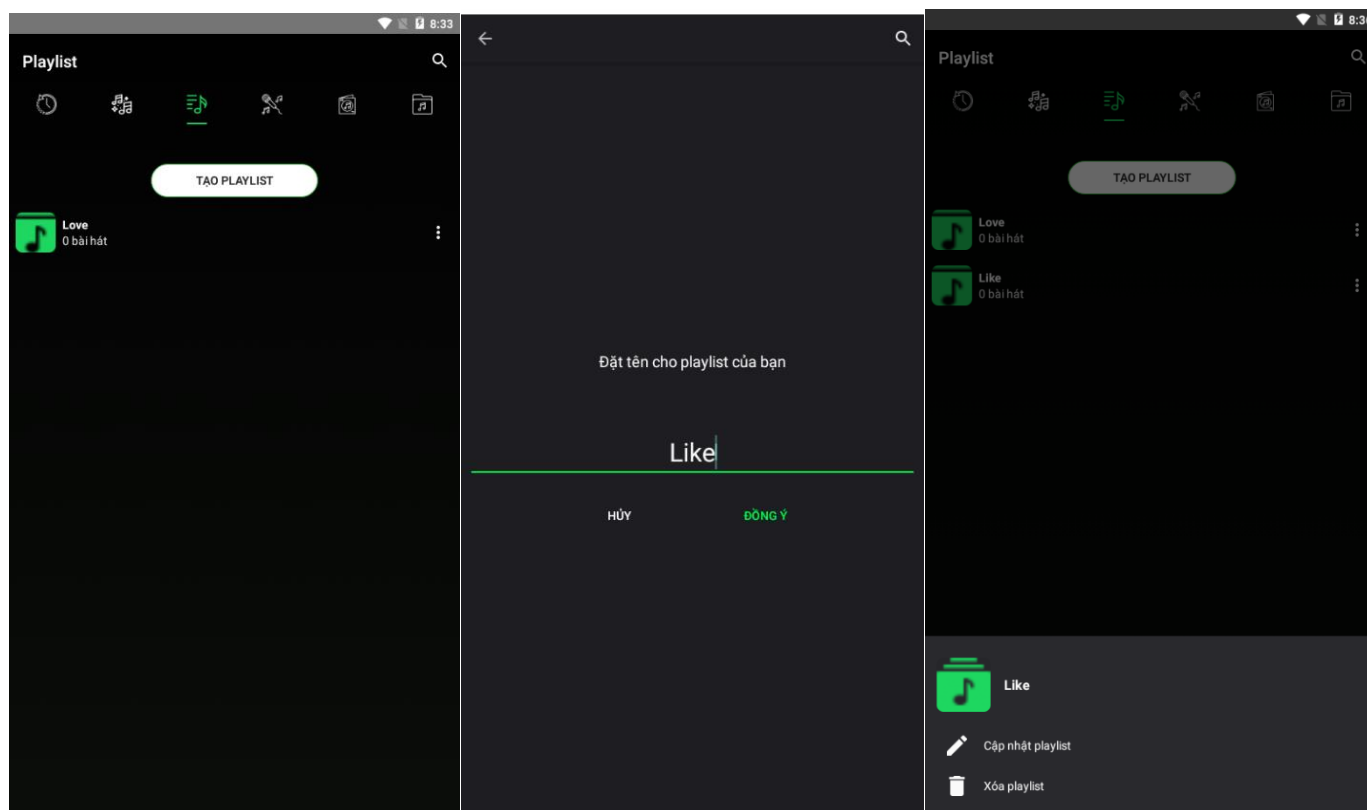 8:33
Playlist
TẠO PLAYLIST
Love
0 bài hát
Đặt tên cho playlist của bạn
Like
HỦY
ĐỒNG Ý
Playlist
TẠO PLAYLIST
Love
0 bài hát
Like
0 bài hát
Like
Cập nhật playlist
Xóa playlist